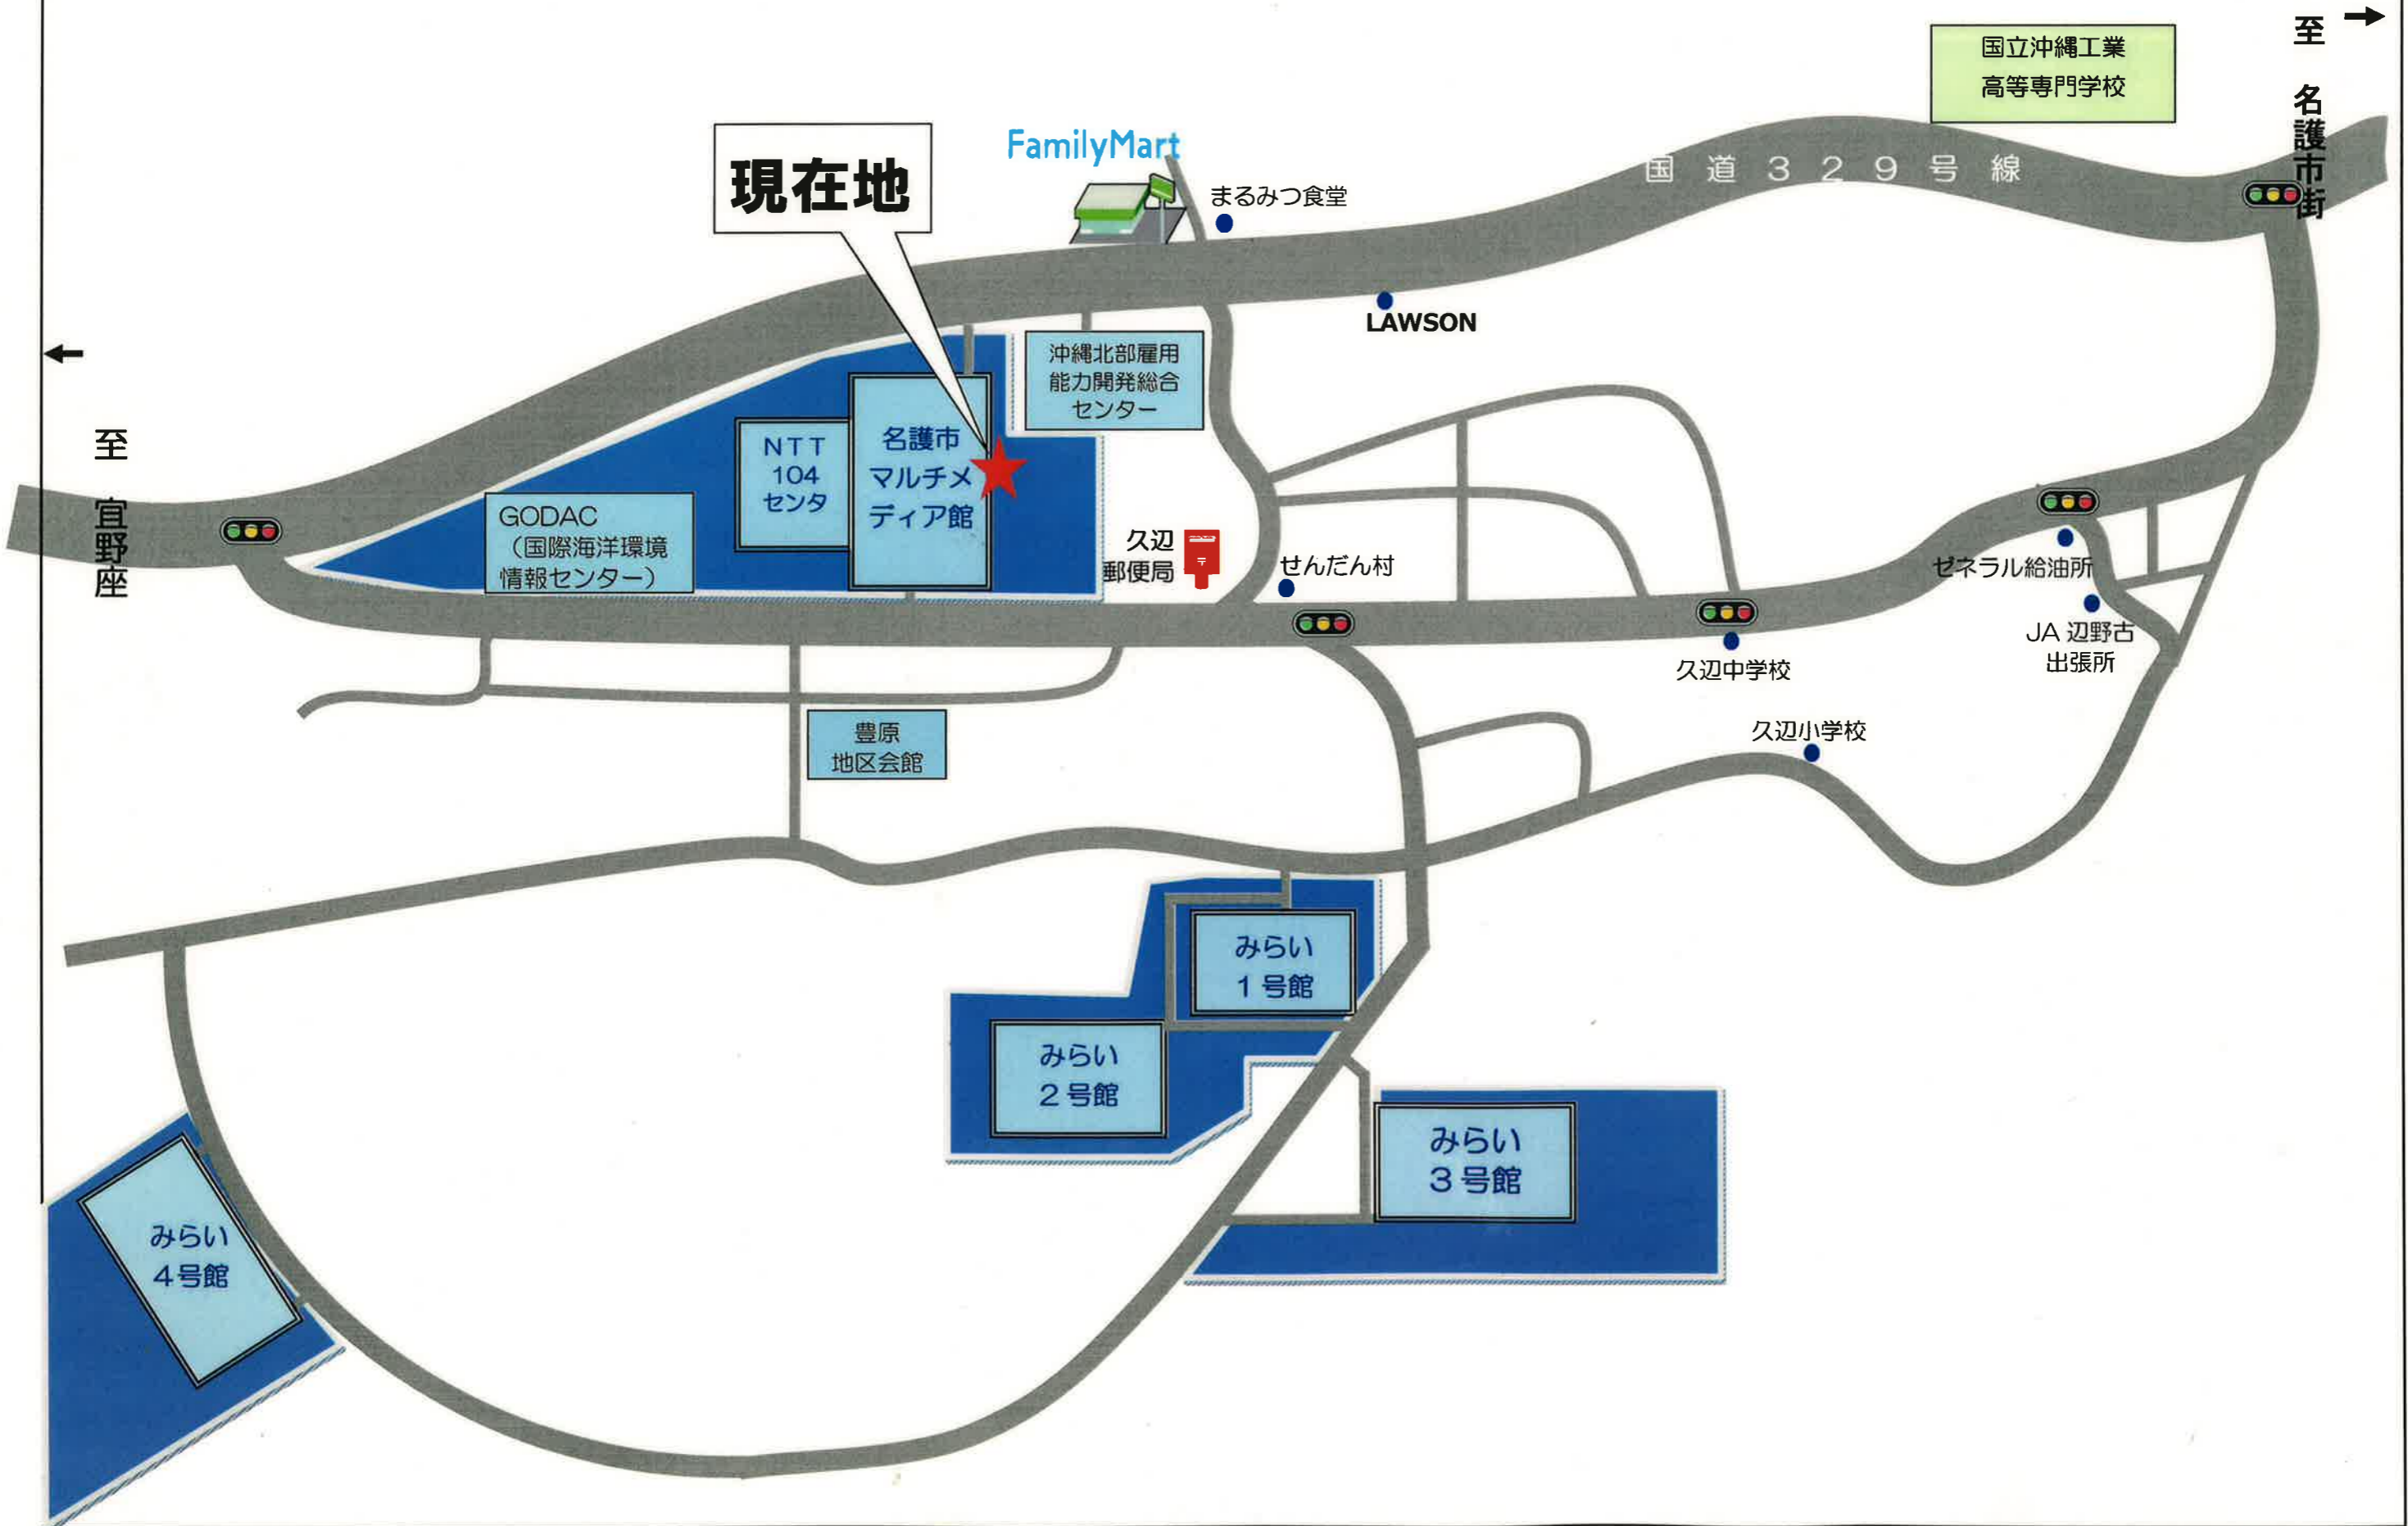 至
名護市街
国立沖縄工業
高等専門学校
国道３２９号線
FamilyMart
現在地
まるみつ食堂
LAWSON
沖縄北部雇用
能力開発総合
センター
至
宜野座
NTT
104
センタ
名護市
マルチメ
ディア館
GODAC
（国際海洋環境
情報センター）
久辺
郵便局
〒
せんだん村
ゼネラル給油所
JA 辺野古
出張所
久辺中学校
久辺小学校
豊原
地区会館
みらい
１号館
みらい
２号館
みらい
３号館
みらい
４号館